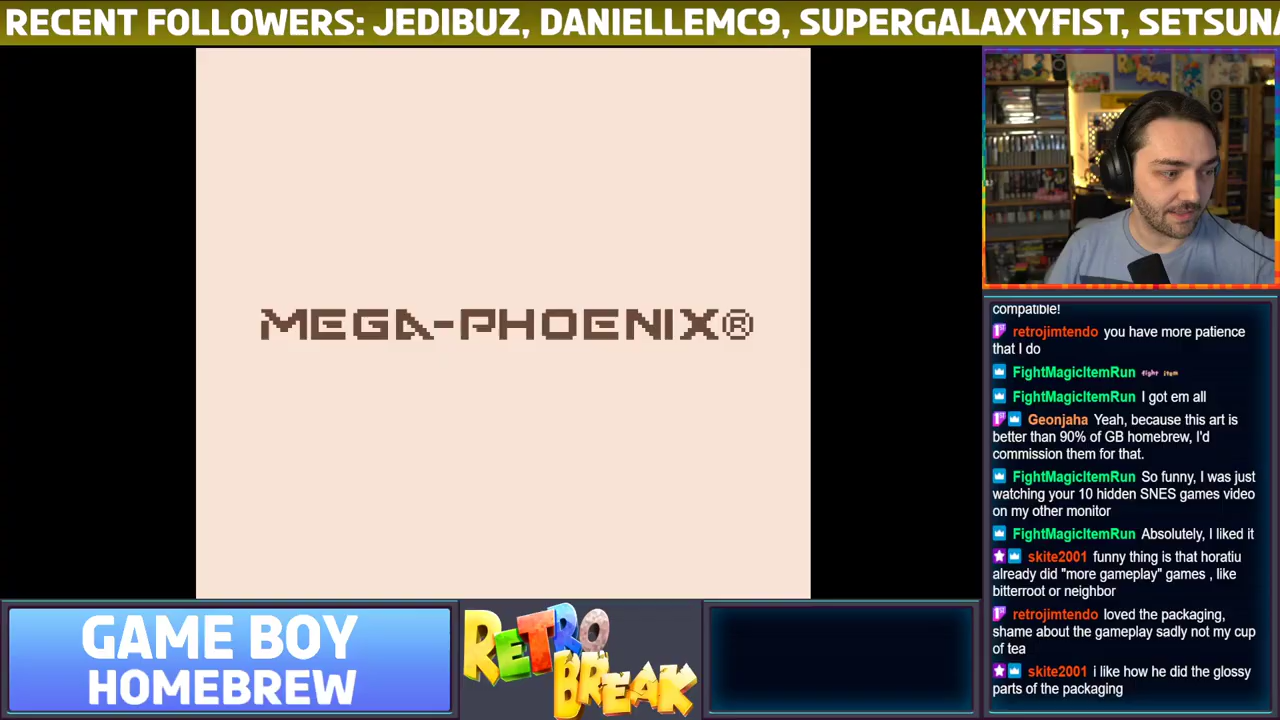 RECENT FOLLOWERS: JEDIBUZ, DANIELLEMC9, SUPERGALAXYFIST, SETSUNA
MEGA-PHOENIX®
compatible!
retrojimtendo you have more patience
that I do
FightMagicItemRun fight item
FightMagicItemRun I got em all
Geonjaha Yeah, because this art is
better than 90% of GB homebrew, I'd
commission them for that.
FightMagicItemRun So funny, I was just
watching your 10 hidden SNES games video
on my other monitor
FightMagicItemRun Absolutely, I liked it
skite2001 funny thing is that horatiu
already did "more gameplay" games , like
bitterroot or neighbor
retrojimtendo loved the packaging,
shame about the gameplay sadly not my cup
of tea
skite2001 i like how he did the glossy
parts of the packaging
GAME BOY
HOMEBREW
RETRO
BREAK